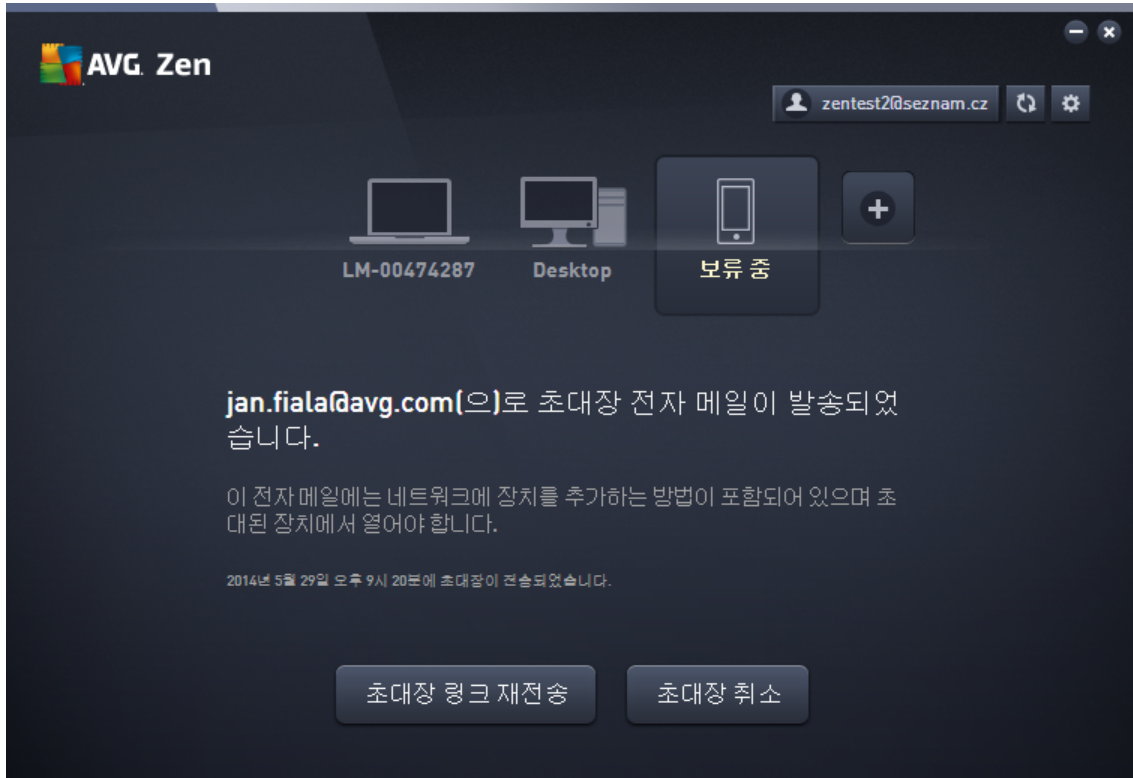 AVG. Zen
zentest2@seznam.cz
LM-00474287
Desktop
보류 중
jan.fiala@avg.com(으)로 초대장 전자 메일이 발송되었
습니다.
이 전자 메일에는 네트워크에 장치를 추가하는 방법이 포함되어 있으며 초
대된 장치에서 열어야 합니다.
2014년 5월 29일 오후 9시 20분에 초대장이 전송되었습니다.
초대장 링크 재전송
초대장 취소